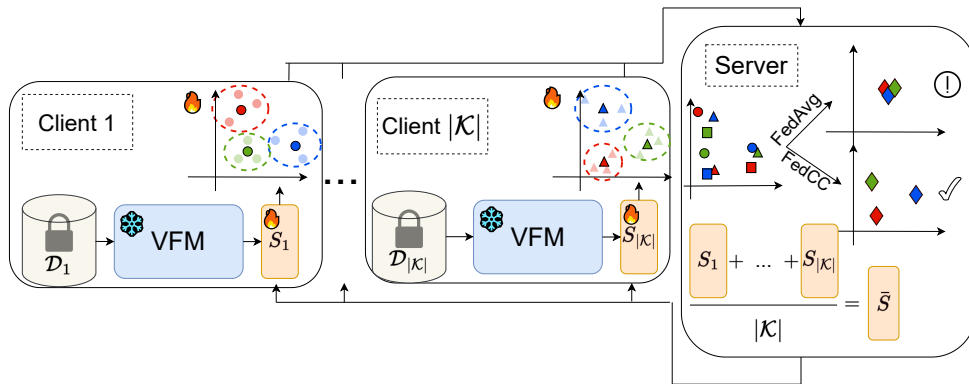 Client 1
𝒟₁
VFM
S₁
...
Client |𝒦|
𝒟|𝒦|
VFM
S|𝒦|
Server
FedAvg
FedCC
!
S₁ + ... + S|𝒦|
|𝒦|
= S̄